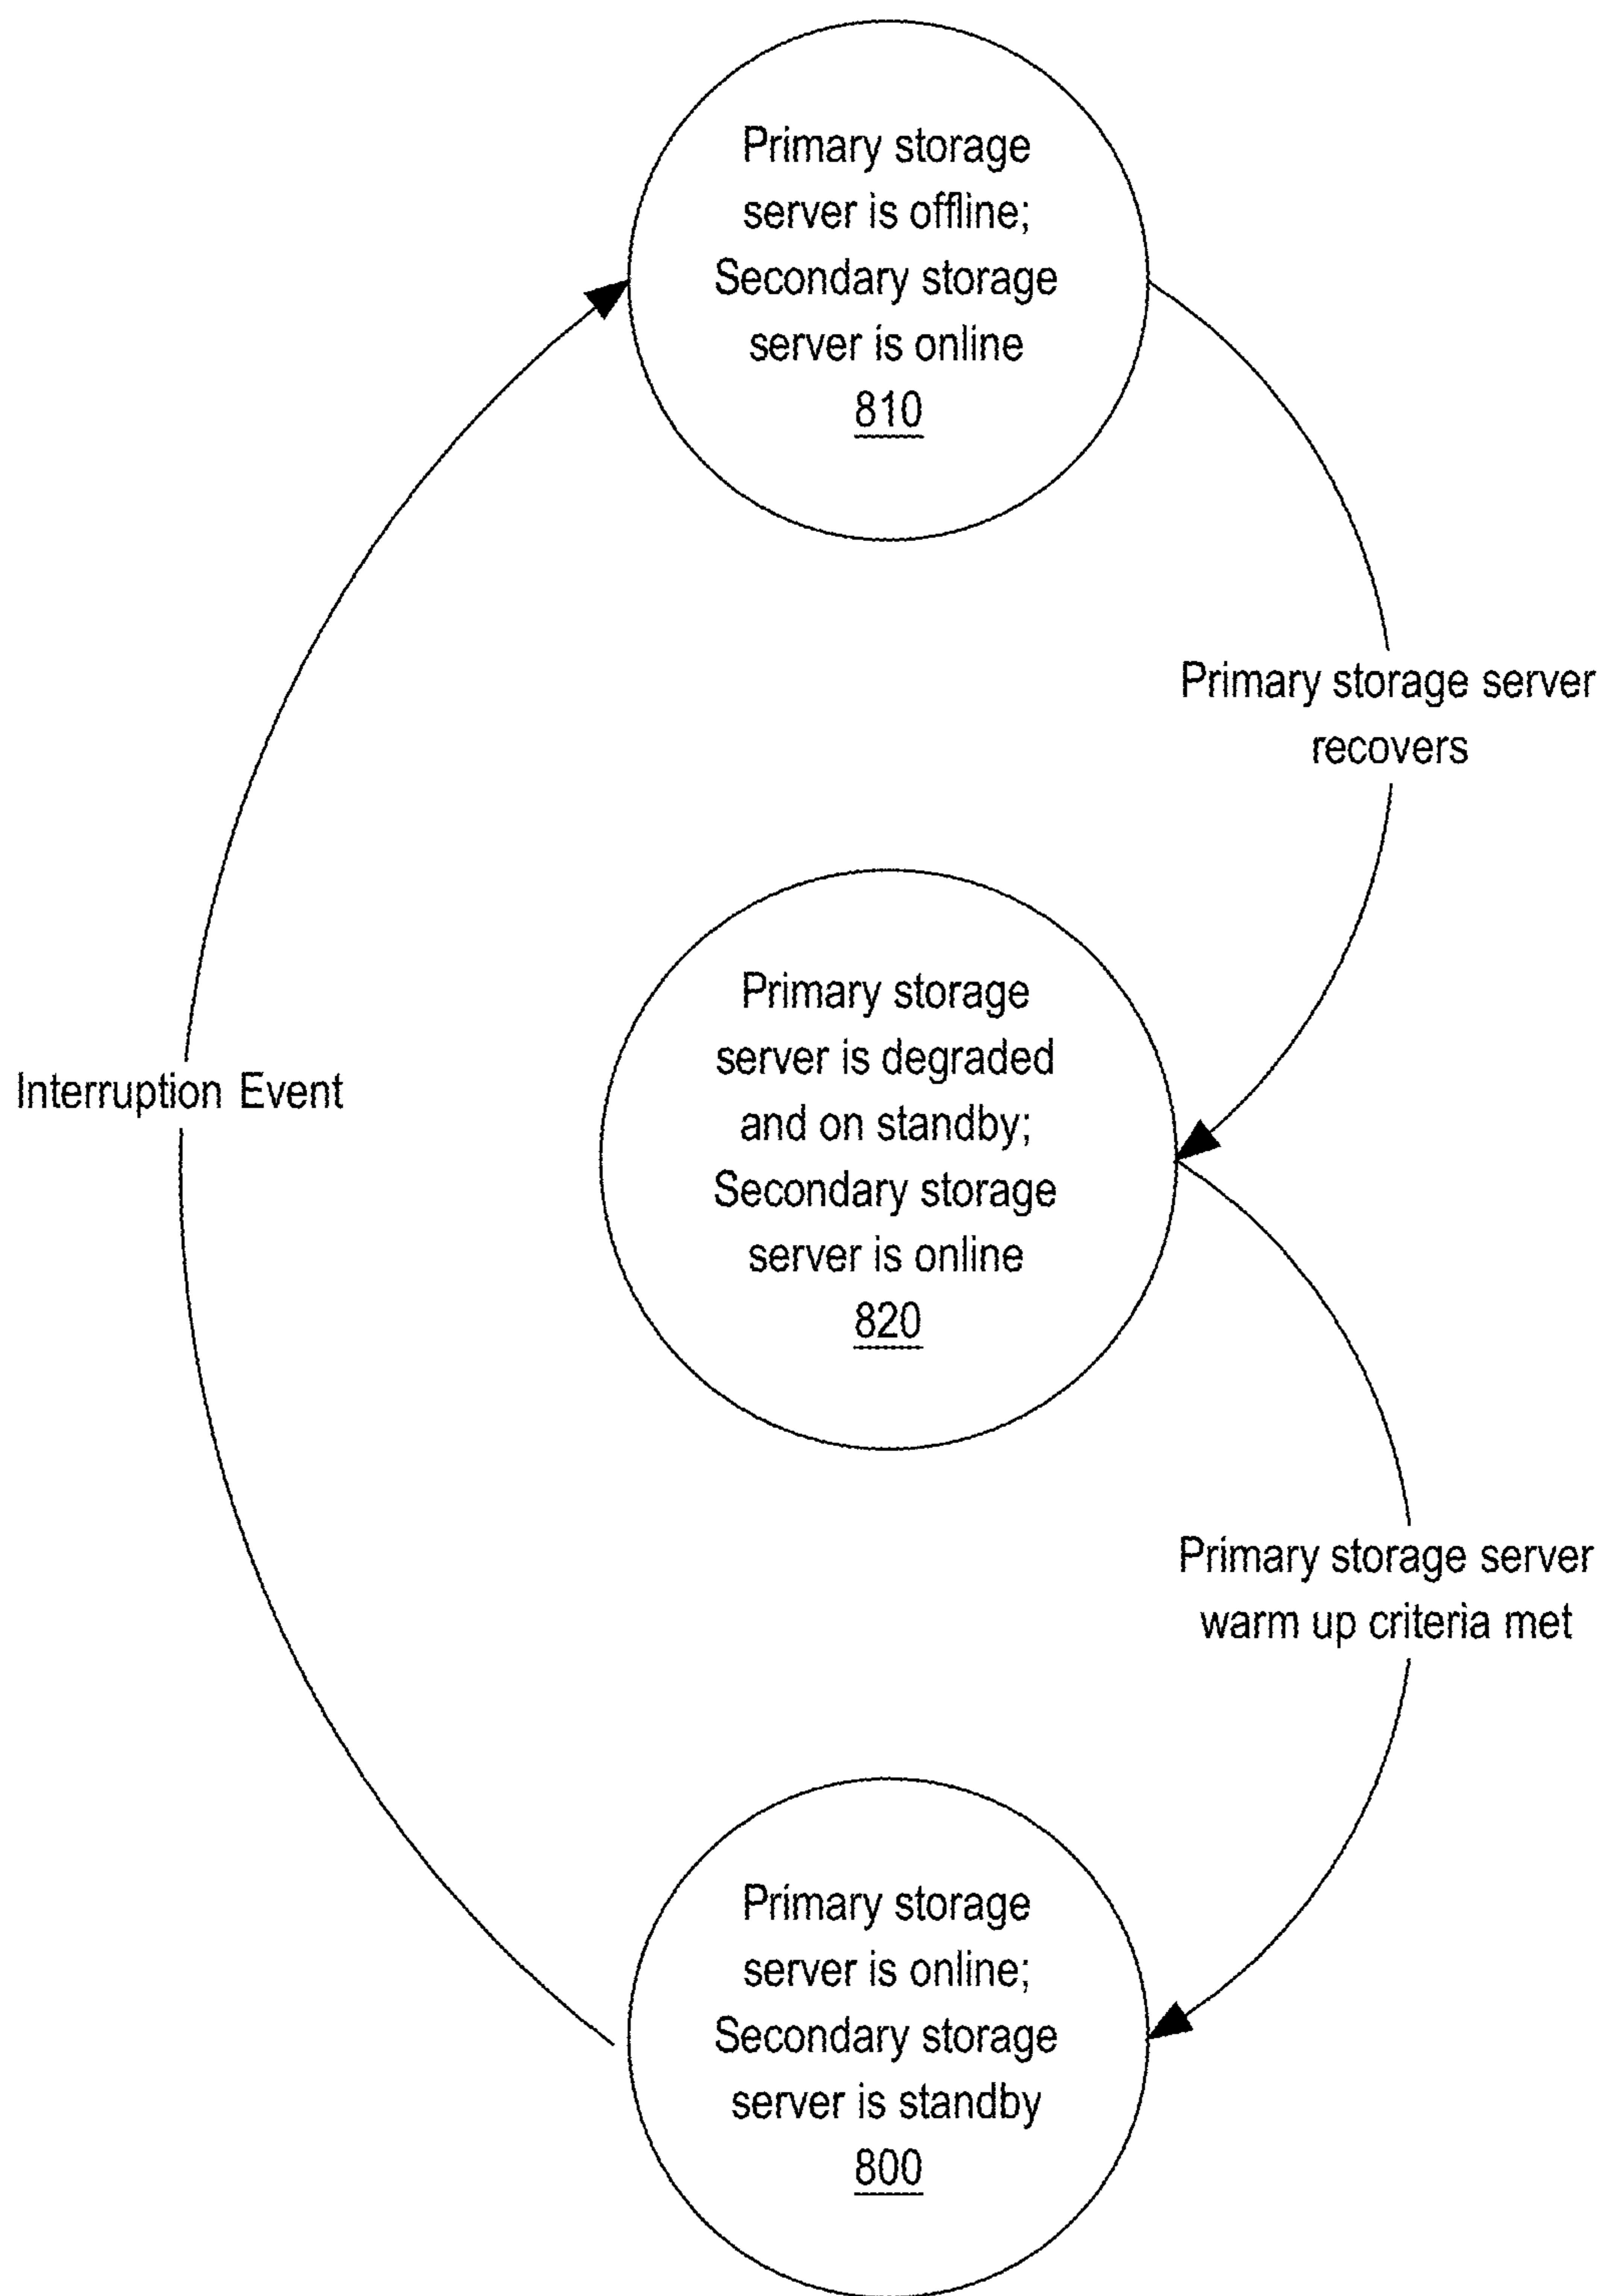 Primary storage
server is offline;
Secondary storage
server is online
810
Primary storage server
recovers
Primary storage
server is degraded
and on standby;
Secondary storage
server is online
820
Interruption Event
Primary storage server
warm up criteria met
Primary storage
server is online;
Secondary storage
server is standby
800